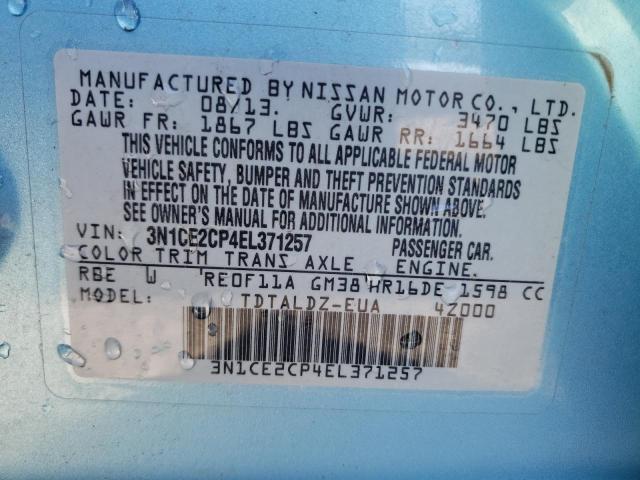 MANUFACTURED BY NISSAN MOTOR CO., LTD.
DATE: 08/13. GVWR: 3470 LBS
GAWR FR: 1867 LBS GAWR RR: 1664 LBS
THIS VEHICLE CONFORMS TO ALL APPLICABLE FEDERAL MOTOR
VEHICLE SAFETY, BUMPER AND THEFT PREVENTION STANDARDS
IN EFFECT ON THE DATE OF MANUFACTURE SHOWN ABOVE.
SEE OWNER'S MANUAL FOR ADDITIONAL INFORMATION.
VIN: 3N1CE2CP4EL371257 PASSENGER CAR.
COLOR TRIM TRANS AXLE ENGINE
RBE W RE0F11A GM38 HR16DE 1598 CC
MODEL: TDTALDZ-EUA 42000
3N1CE2CP4EL371257